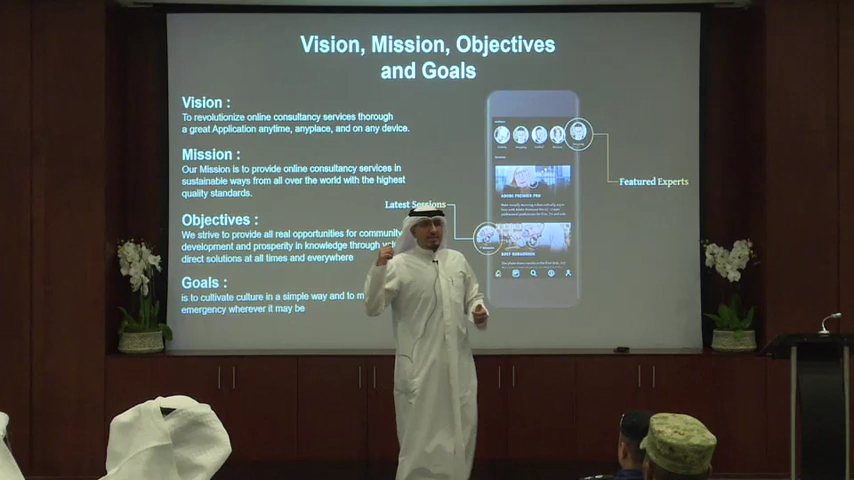 Vision, Mission, Objectives
and Goals
Vision :
To revolutionize online consultancy services thorough
a great Application anytime, anyplace, and on any device.
Mission :
Our Mission is to provide online consultancy services in
sustainable ways from all over the world with the highest
quality standards.
Objectives :
We strive to provide all real opportunities for community
development and prosperity in knowledge through
direct solutions at all times and everywhere
Goals :
is to cultivate culture in a simple way and to
emergency wherever it may be
Featured Experts
Latest Sessions
ADOBE PREMIERE PRO